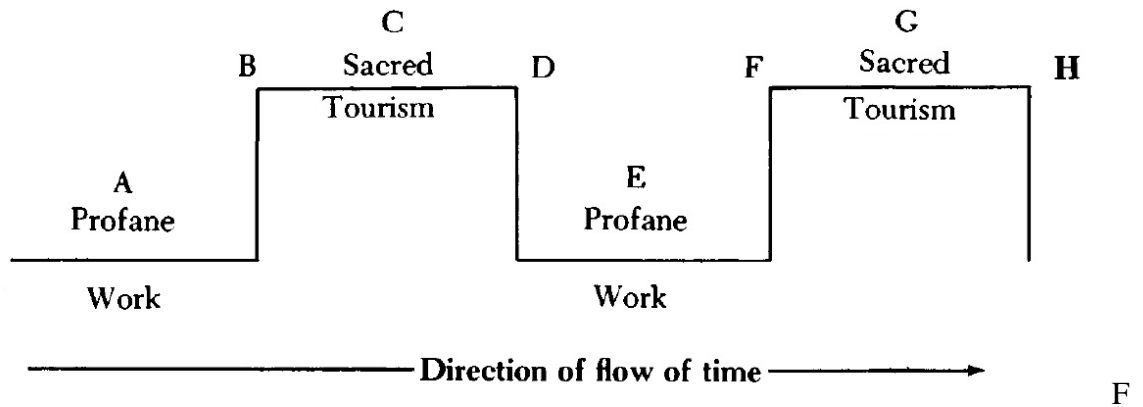 C G
B Sacred D F Sacred H
Tourism Tourism
A E
Profane Profane
Work Work
Direction of flow of time
F